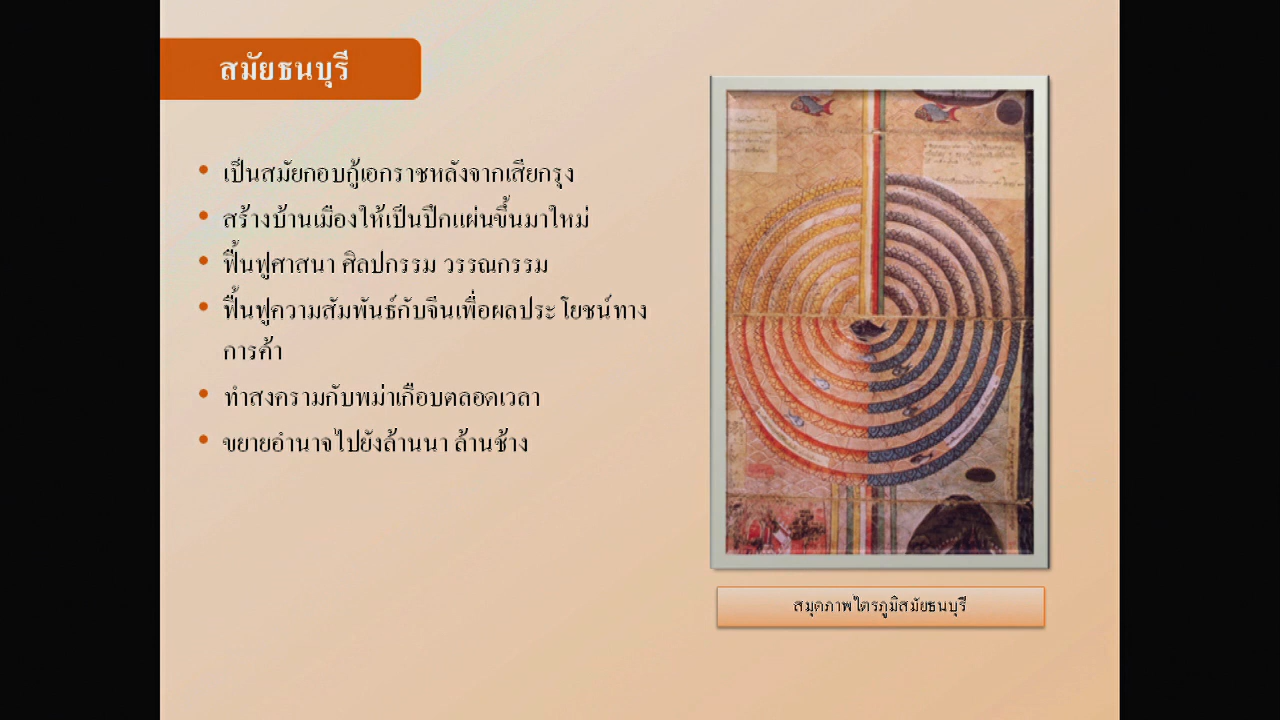 สมัยธนบุรี
• เป็นสมัยกอบกู้เอกราชหลังจากเสียกรุง
• สร้างบ้านเมืองให้เป็นปึกแผ่นขึ้นมาใหม่
• ฟื้นฟูศาสนา ศิลปกรรม วรรณกรรม
• ฟื้นฟูความสัมพันธ์กับจีนเพื่อผลประโยชน์ทาง
การค้า
• ทำสงครามกับพม่าเกือบตลอดเวลา
• ขยายอำนาจไปยังล้านนา ล้านช้าง
สมุดภาพไตรภูมิสมัยธนบุรี